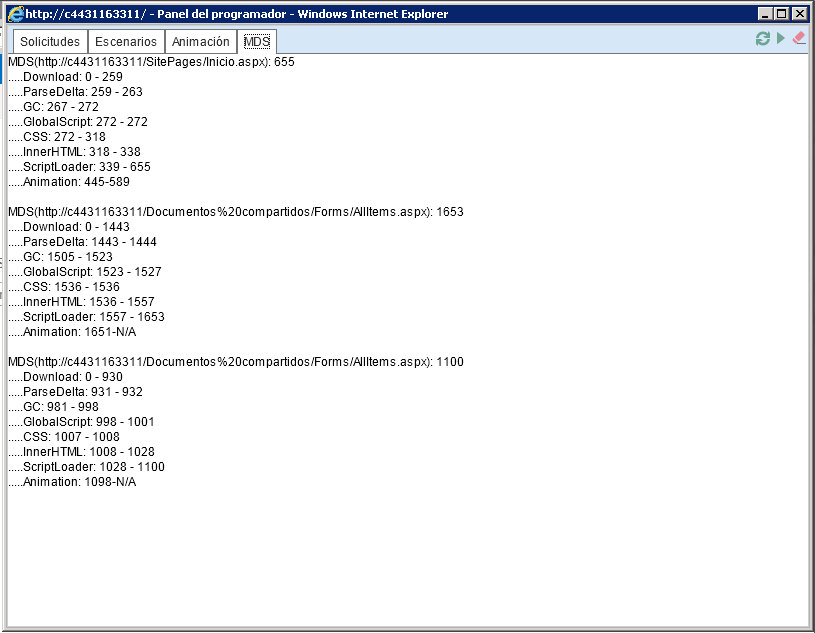 http://c4431163311/ - Panel del programador - Windows Internet Explorer
Solicitudes Escenarios Animación MDS
MDS(http://c4431163311/SitePages/Inicio.aspx): 655
.....Download: 0 - 259
.....ParseDelta: 259 - 263
.....GC: 267 - 272
.....GlobalScript: 272 - 272
.....CSS: 272 - 318
.....InnerHTML: 318 - 338
.....ScriptLoader: 339 - 655
.....Animation: 445-589
MDS(http://c4431163311/Documentos%20compartidos/Forms/AllItems.aspx): 1653
.....Download: 0 - 1443
.....ParseDelta: 1443 - 1444
.....GC: 1505 - 1523
.....GlobalScript: 1523 - 1527
.....CSS: 1536 - 1536
.....InnerHTML: 1536 - 1557
.....ScriptLoader: 1557 - 1653
.....Animation: 1651-N/A
MDS(http://c4431163311/Documentos%20compartidos/Forms/AllItems.aspx): 1100
.....Download: 0 - 930
.....ParseDelta: 931 - 932
.....GC: 981 - 998
.....GlobalScript: 998 - 1001
.....CSS: 1007 - 1008
.....InnerHTML: 1008 - 1028
.....ScriptLoader: 1028 - 1100
.....Animation: 1098-N/A